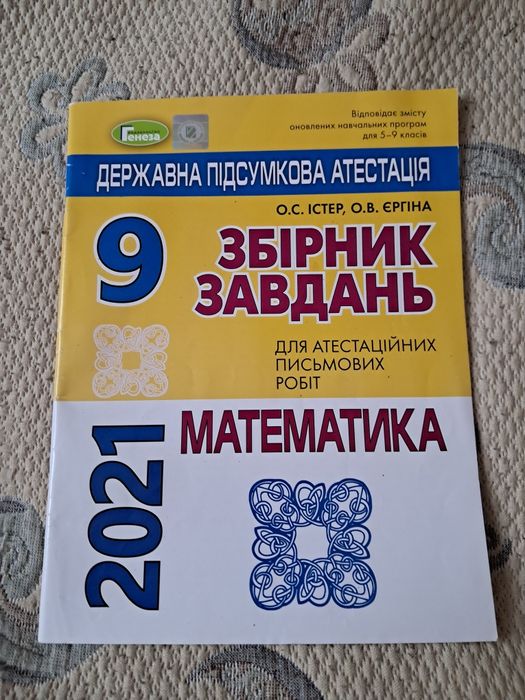 Генеза
Відповідає змісту
оновлених навчальних програм
для 5–9 класів
ДЕРЖАВНА ПІДСУМКОВА АТЕСТАЦІЯ
О.С. ІСТЕР, О.В. ЄРГІНА
9
ЗБІРНИК
ЗАВДАНЬ
ДЛЯ АТЕСТАЦІЙНИХ
ПИСЬМОВИХ
РОБІТ
2021
МАТЕМАТИКА